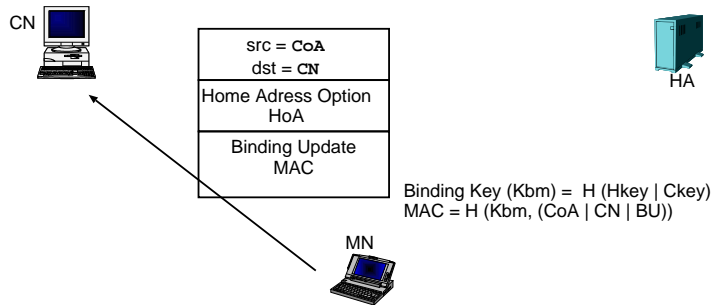 CN
src = CoA
dst = CN
HA
Home Adress Option
HoA
Binding Update
MAC
Binding Key (Kbm) = H (Hkey | Ckey)
MAC = H (Kbm, (CoA | CN | BU))
MN